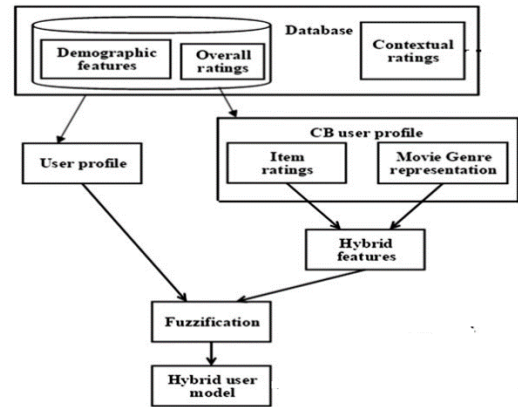 Database
Demographic
features
Overall
ratings
Contextual
ratings
CB user profile
User profile
Item
ratings
Movie Genre
representation
Hybrid
features
Fuzzification
Hybrid user
model